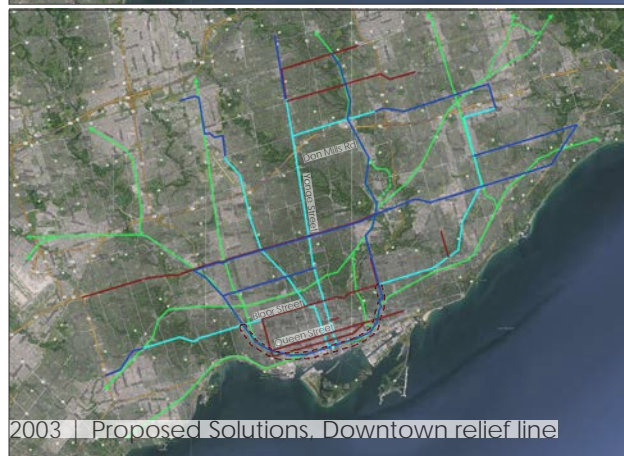 Don Mills Rd
Yonge Street
Bloor Street
Queen Street
2003 | Proposed Solutions, Downtown relief line